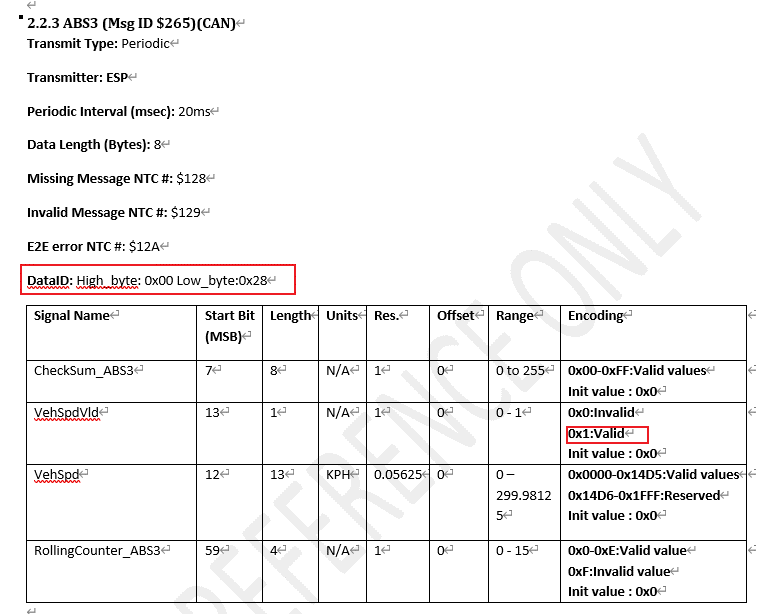 2.2.3 ABS3 (Msg ID $265)(CAN)
Transmit Type: Periodic
Transmitter: ESP
Periodic Interval (msec): 20ms
Data Length (Bytes): 8
Missing Message NTC #: $128
Invalid Message NTC #: $129
E2E error NTC #: $12A
DataID: High_byte: 0x00 Low_byte:0x28
Signal Name Start Bit (MSB) Length Units Res. Offset Range Encoding
CheckSum_ABS3 7 8 N/A 1 0 0 to 255 0x00-0xFF:Valid values
Init value : 0x0
VehSpdVld 13 1 N/A 1 0 0 - 1 0x0:Invalid
0x1:Valid
Init value : 0x0
VehSpd 12 13 KPH 0.05625 0 0 – 299.98125 0x0000-0x14D5:Valid values
0x14D6-0x1FFF:Reserved
Init value : 0x0
RollingCounter_ABS3 59 4 N/A 1 0 0 - 15 0x0-0xE:Valid value
0xF:Invalid value
Init value : 0x0
REFERENCE ONLY